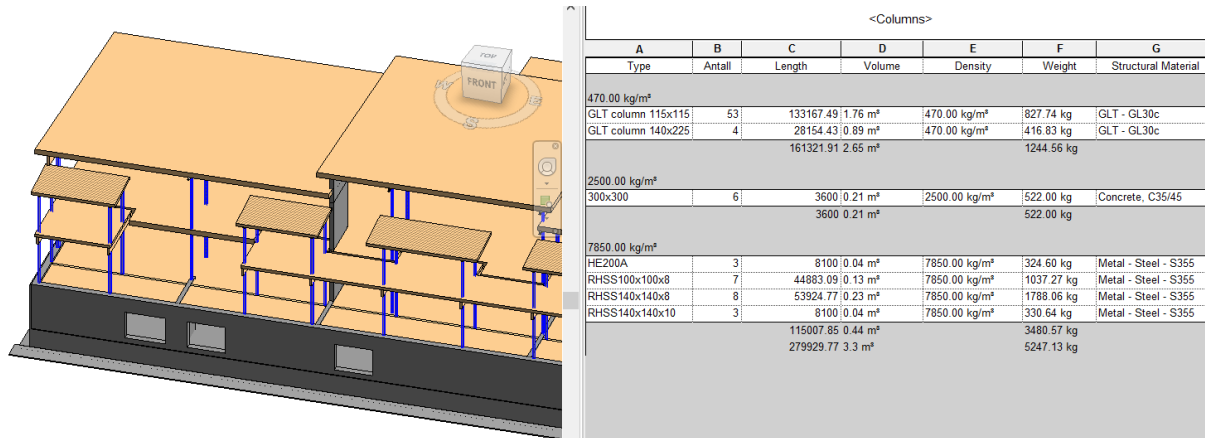 TOP
FRONT
W
S
E
<Columns>
A B C D E F G
Type Antall Length Volume Density Weight Structural Material
470.00 kg/m³
GLT column 115x115 53 133167.49 1.76 m³ 470.00 kg/m³ 827.74 kg GLT - GL30c
GLT column 140x225 4 28154.43 0.89 m³ 470.00 kg/m³ 416.83 kg GLT - GL30c
161321.91 2.65 m³ 1244.56 kg
2500.00 kg/m³
300x300 6 3600 0.21 m³ 2500.00 kg/m³ 522.00 kg Concrete, C35/45
3600 0.21 m³ 522.00 kg
7850.00 kg/m³
HE200A 3 8100 0.04 m³ 7850.00 kg/m³ 324.60 kg Metal - Steel - S355
RHSS100x100x8 7 44883.09 0.13 m³ 7850.00 kg/m³ 1037.27 kg Metal - Steel - S355
RHSS140x140x8 8 53924.77 0.23 m³ 7850.00 kg/m³ 1788.06 kg Metal - Steel - S355
RHSS140x140x10 3 8100 0.04 m³ 7850.00 kg/m³ 330.64 kg Metal - Steel - S355
115007.85 0.44 m³ 3480.57 kg
279929.77 3.3 m³ 5247.13 kg